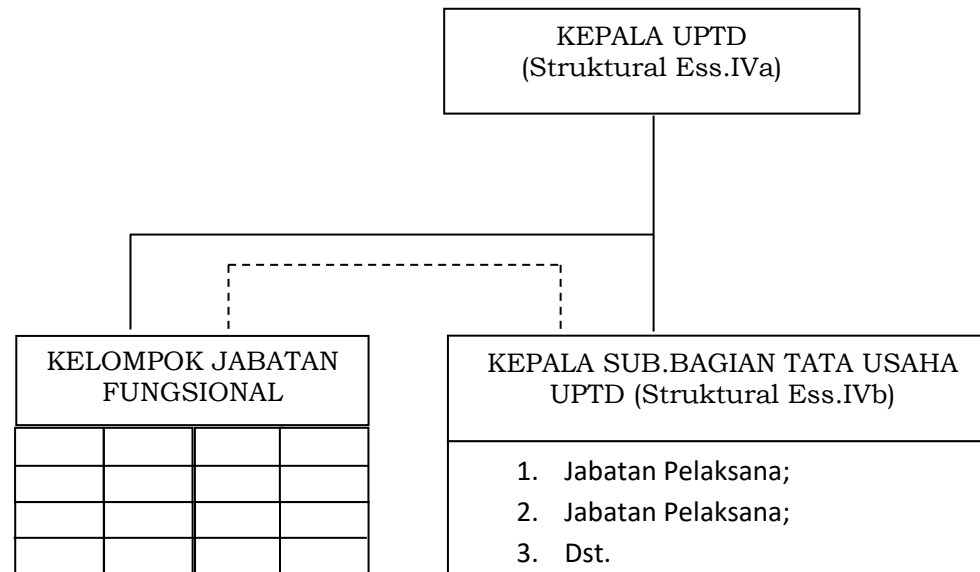 KEPALA UPTD
(Struktural Ess.IVa)
KELOMPOK JABATAN
FUNGSIONAL
KEPALA SUB.BAGIAN TATA USAHA
UPTD (Struktural Ess.IVb)
1. Jabatan Pelaksana;
2. Jabatan Pelaksana;
3. Dst.